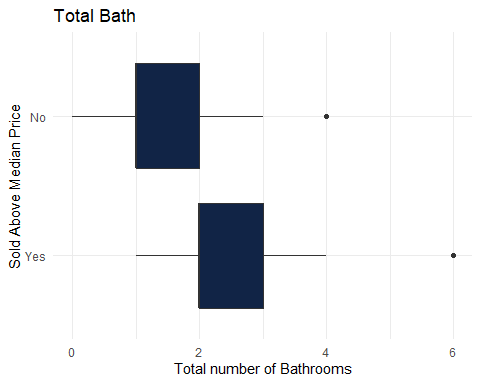 Total Bath
Sold Above Median Price
No
Yes
0 2 4 6
Total number of Bathrooms